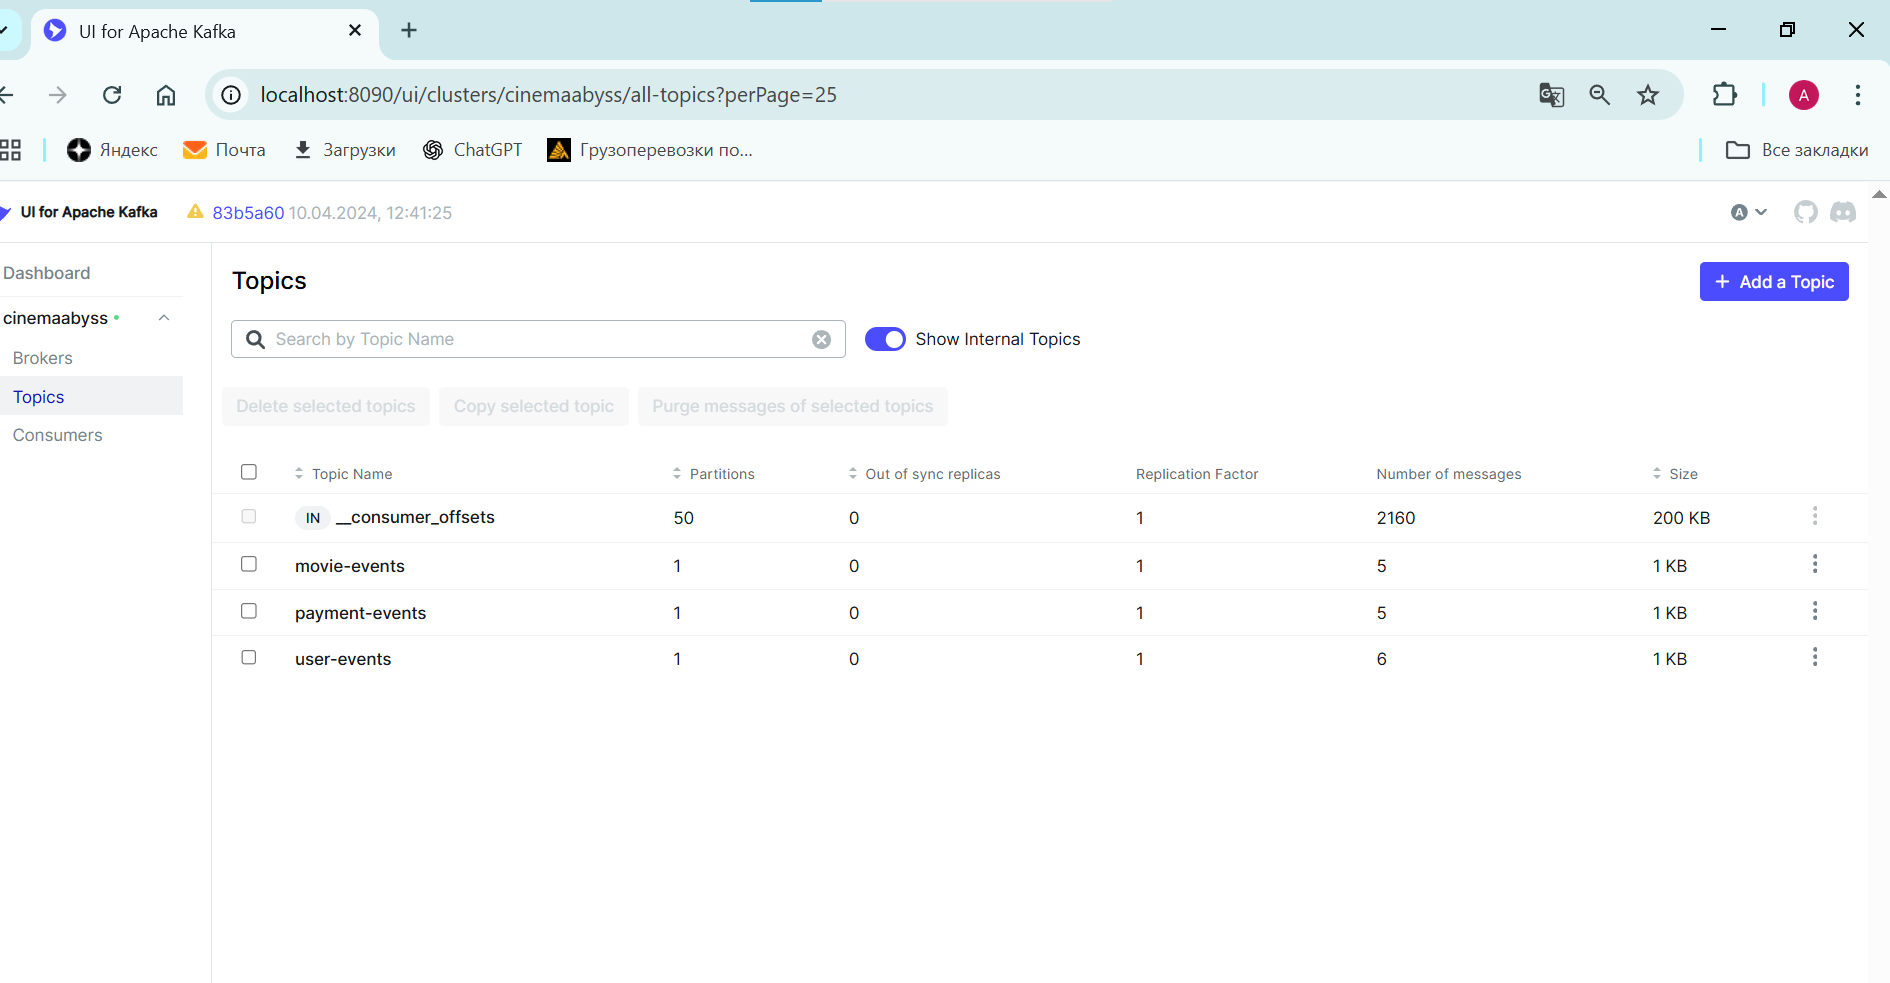 UI for Apache Kafka
localhost:8090/ui/clusters/cinemaabyss/all-topics?perPage=25
A
Яндекс
Почта
Загрузки
ChatGPT
Грузоперевозки по...
Все закладки
UI for Apache Kafka
83b5a60 10.04.2024, 12:41:25
A
Dashboard
cinemaabyss
Brokers
Topics
Consumers
Topics
Add a Topic
Search by Topic Name
Show Internal Topics
Delete selected topics Copy selected topic Purge messages of selected topics
Topic Name Partitions Out of sync replicas Replication Factor Number of messages Size
IN __consumer_offsets 50 0 1 2160 200 KB
movie-events 1 0 1 5 1 KB
payment-events 1 0 1 5 1 KB
user-events 1 0 1 6 1 KB